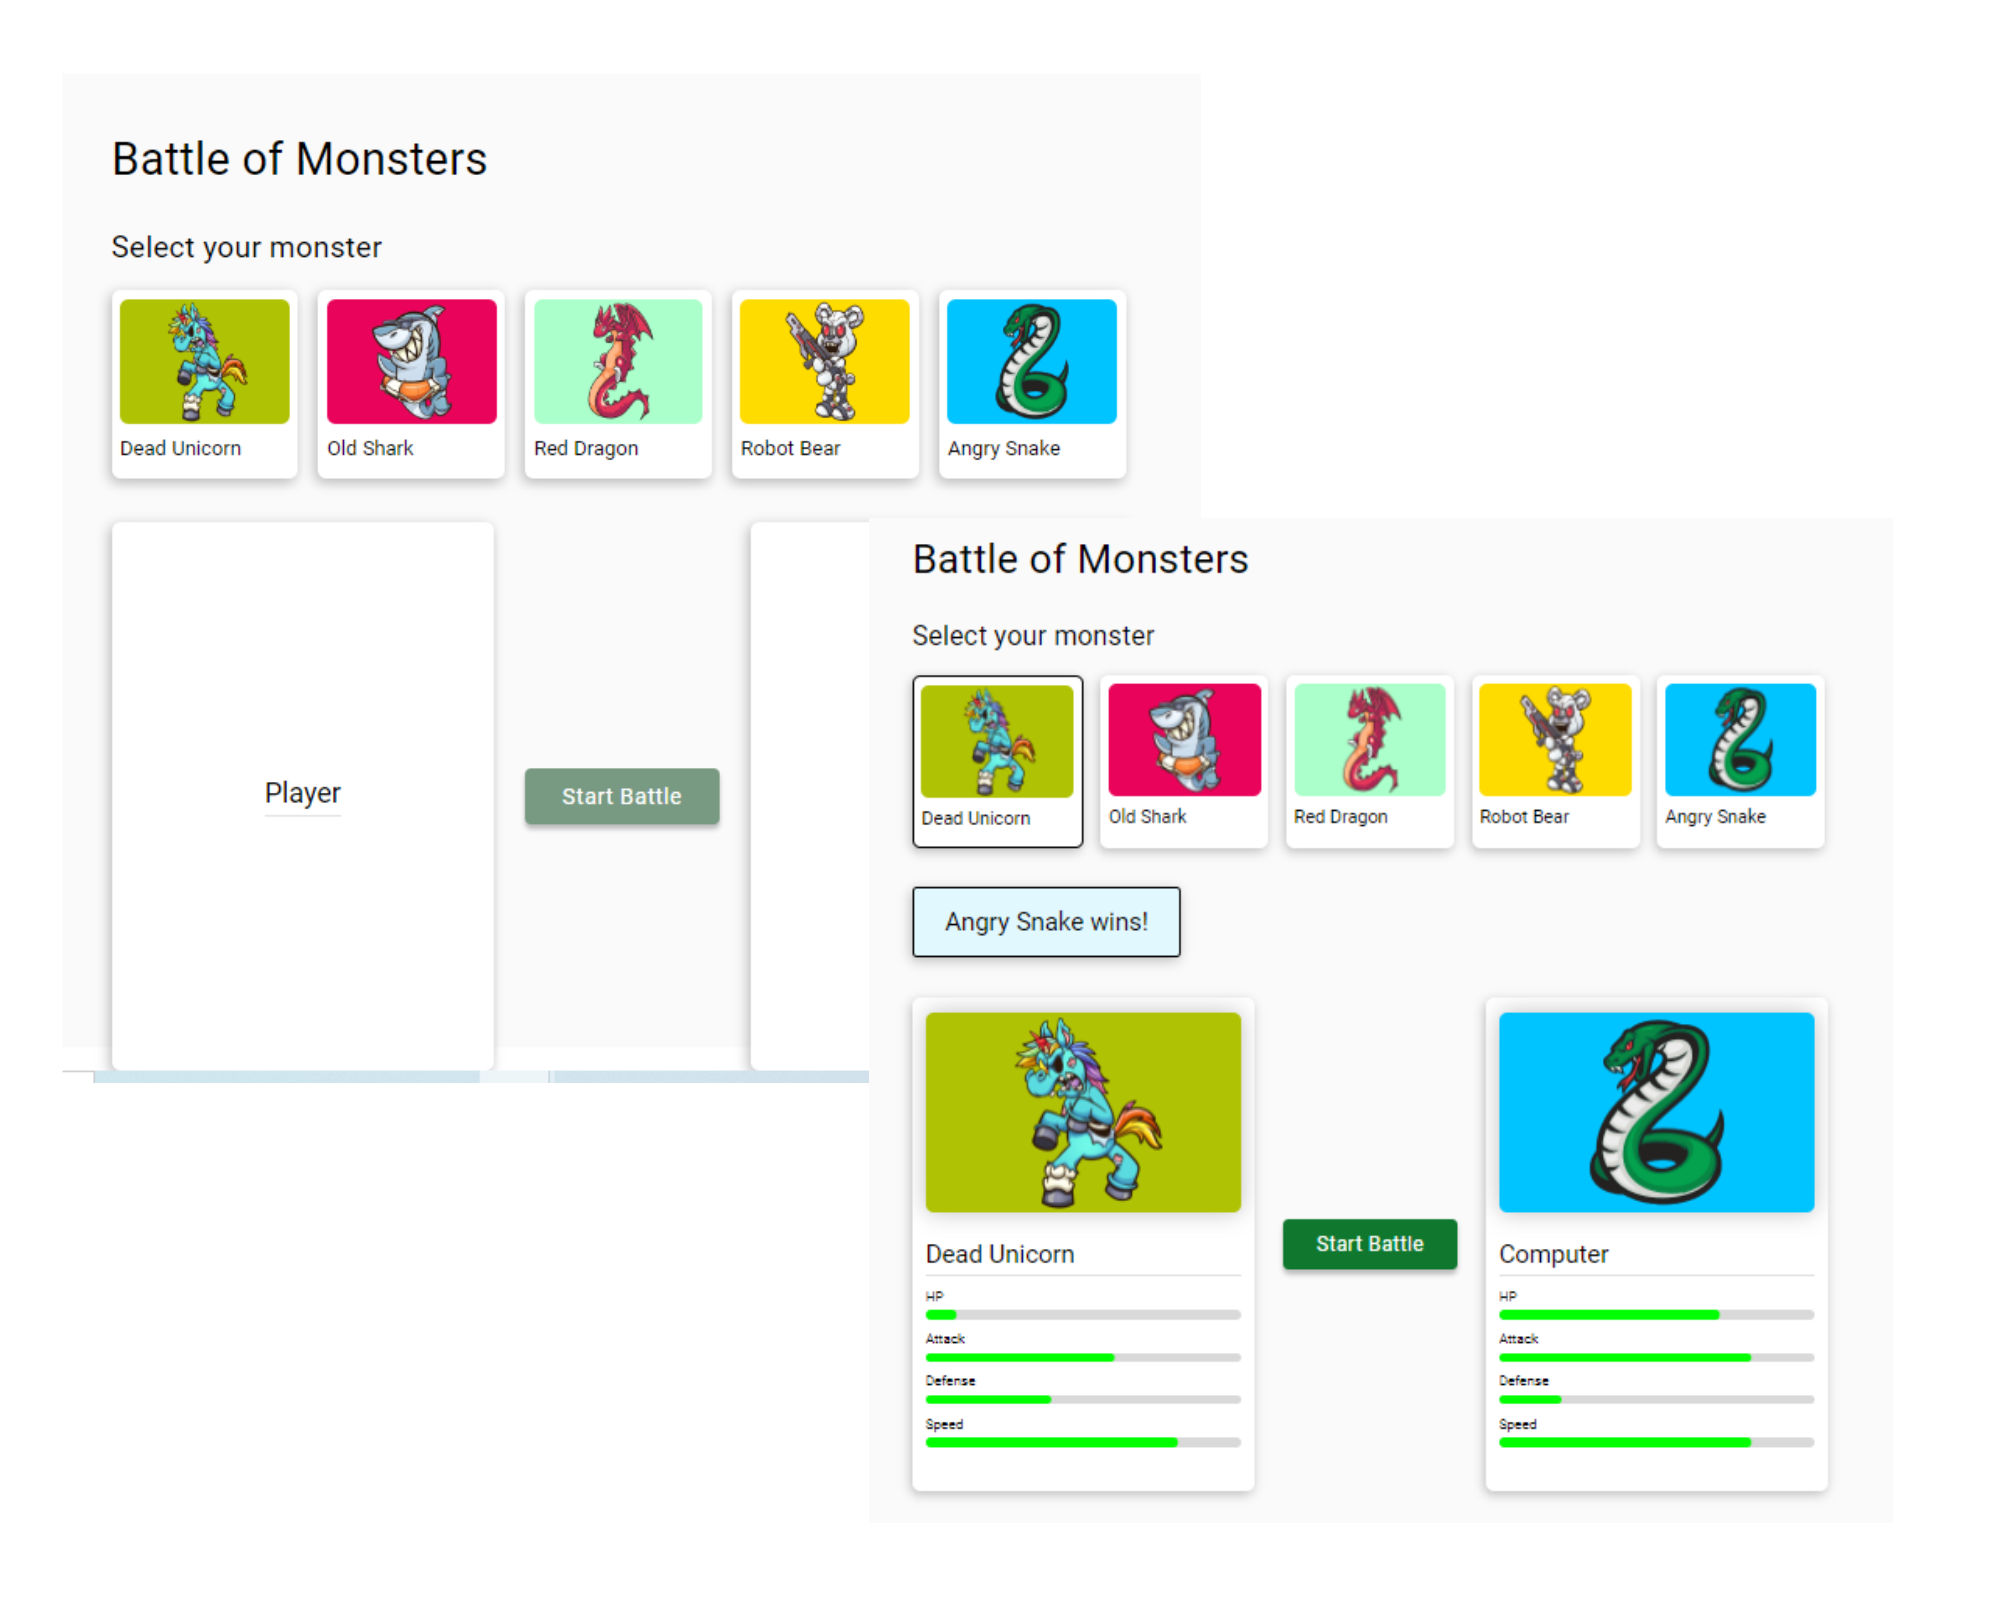 Battle of Monsters
Select your monster
Dead Unicorn
Old Shark
Red Dragon
Robot Bear
Angry Snake
Player
Start Battle
Battle of Monsters
Select your monster
Dead Unicorn
Old Shark
Red Dragon
Robot Bear
Angry Snake
Angry Snake wins!
Dead Unicorn
HP
Attack
Defense
Speed
Start Battle
Computer
HP
Attack
Defense
Speed